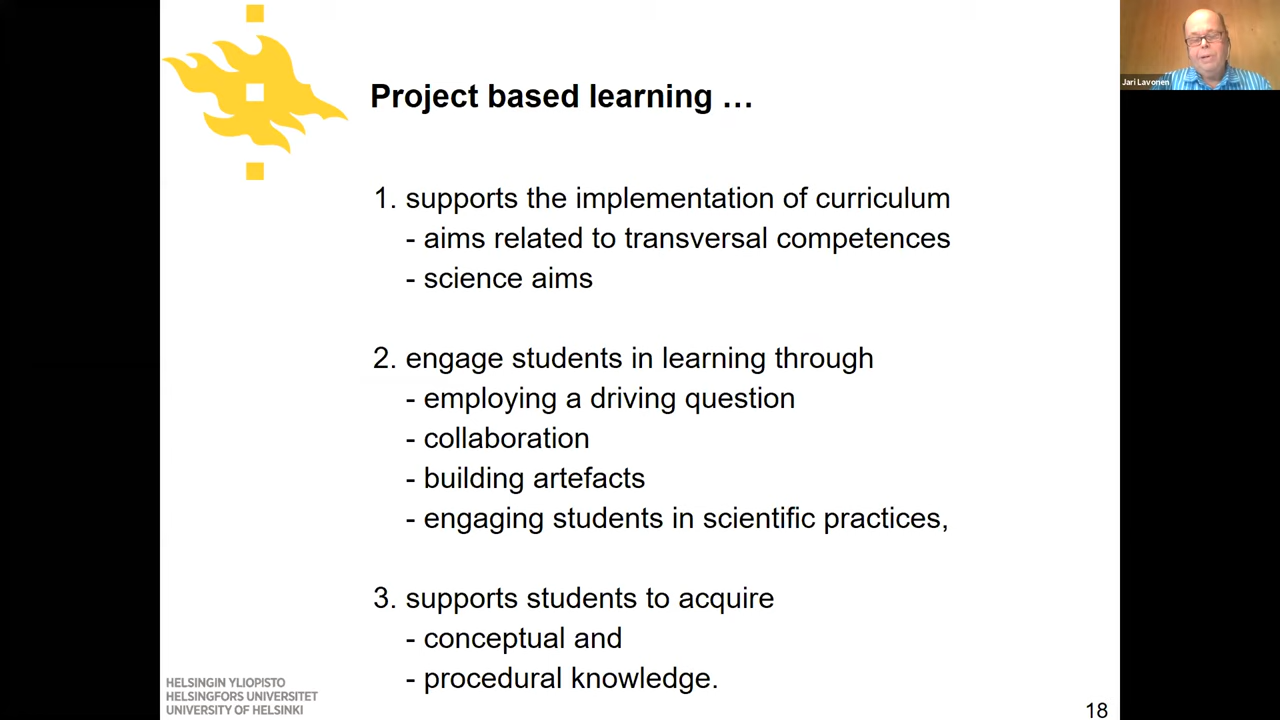 Project based learning …
Jari Lavonen
1. supports the implementation of curriculum
- aims related to transversal competences
- science aims
2. engage students in learning through
- employing a driving question
- collaboration
- building artefacts
- engaging students in scientific practices,
3. supports students to acquire
- conceptual and
- procedural knowledge.
HELSINGIN YLIOPISTO
HELSINGFORS UNIVERSITET
UNIVERSITY OF HELSINKI
18